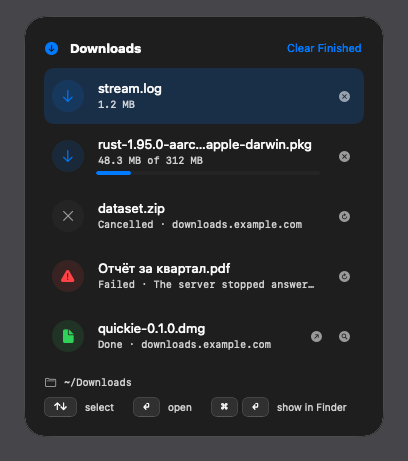 Downloads
Clear Finished
stream.log
1.2 MB
rust-1.95.0-aarc...apple-darwin.pkg
48.3 MB of 312 MB
dataset.zip
Cancelled · downloads.example.com
Отчёт за квартал.pdf
Failed · The server stopped answer…
quickie-0.1.0.dmg
Done · downloads.example.com
~/Downloads
↑↓ select ↵ open ⌘ ↵ show in Finder